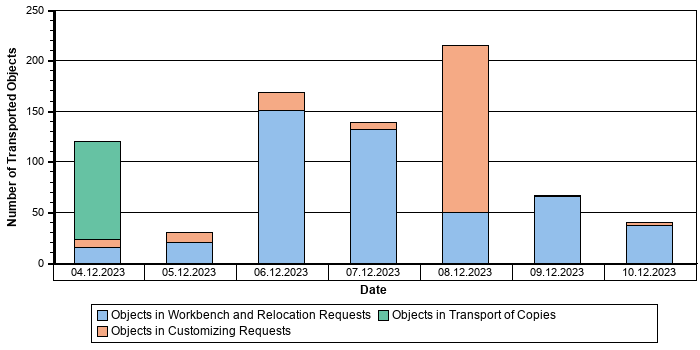 250
200
150
100
50
0
Number of Transported Objects
04.12.2023 05.12.2023 06.12.2023 07.12.2023 08.12.2023 09.12.2023 10.12.2023
Date
Objects in Workbench and Relocation Requests Objects in Transport of Copies
Objects in Customizing Requests